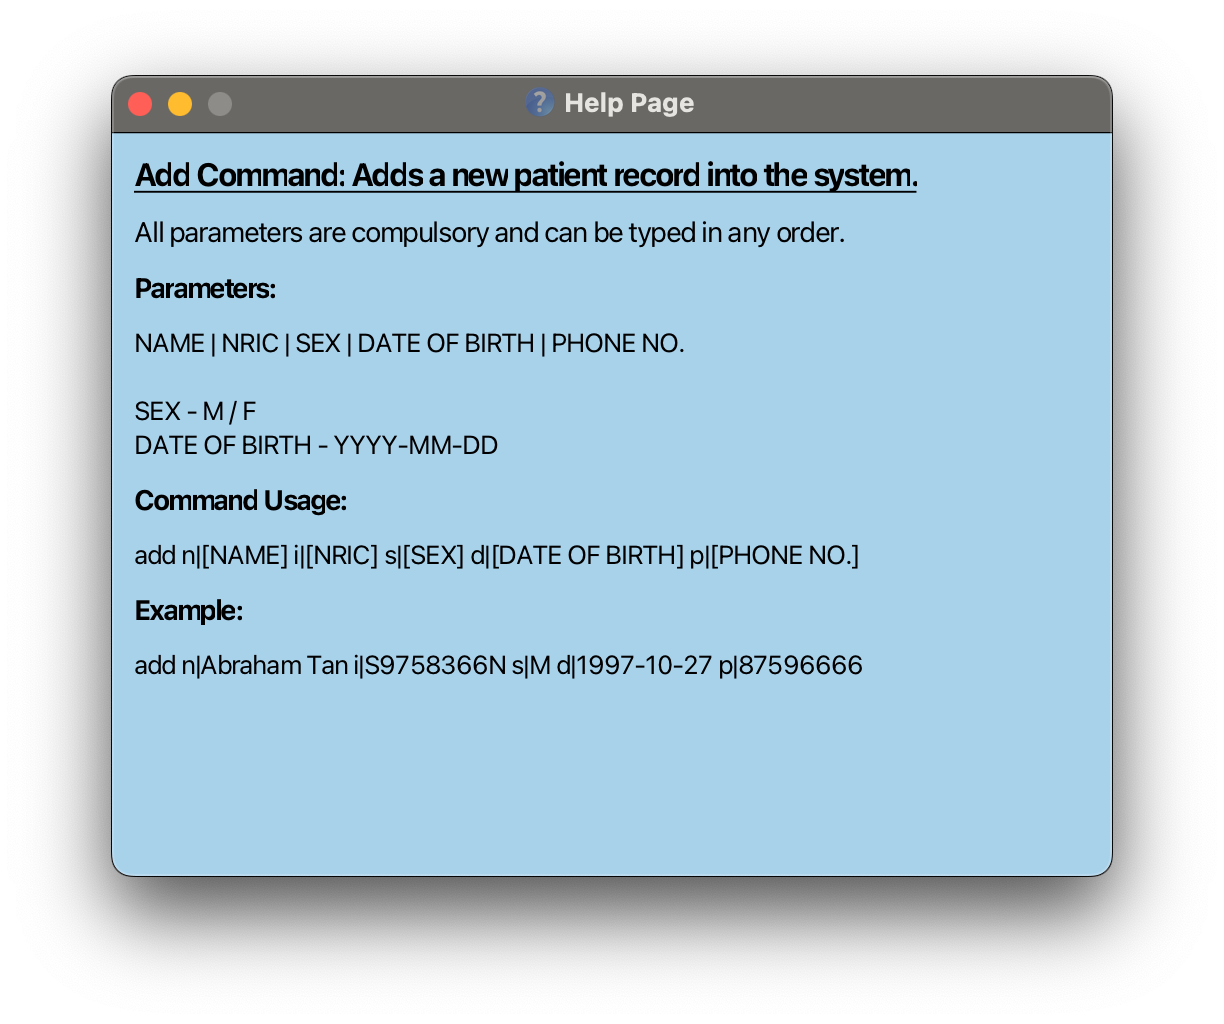 Help Page
Add Command: Adds a new patient record into the system.
All parameters are compulsory and can be typed in any order.
Parameters:
NAME | NRIC | SEX | DATE OF BIRTH | PHONE NO.
SEX - M / F
DATE OF BIRTH - YYYY-MM-DD
Command Usage:
add n|[NAME] i|[NRIC] s|[SEX] d|[DATE OF BIRTH] p|[PHONE NO.]
Example:
add n|Abraham Tan i|S9758366N s|M d|1997-10-27 p|87596666